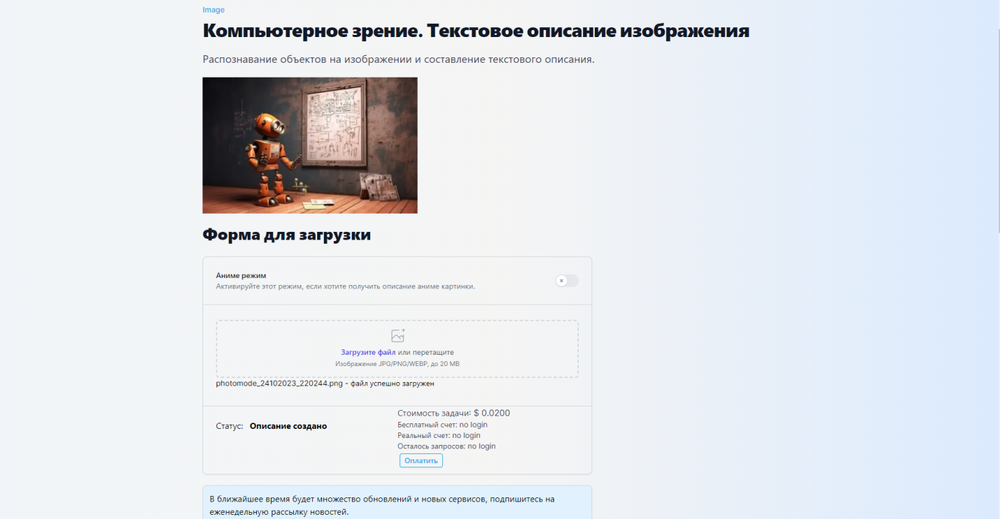 Image
Компьютерное зрение. Текстовое описание изображения
Распознавание объектов на изображении и составление текстового описания.
Форма для загрузки
Аниме режим
Активируйте этот режим, если хотите получить описание аниме картинки.
Загрузите файл или перетащите
Изображение JPG/PNG/WEBP, до 20 MB
photomode_24102023_220244.png - файл успешно загружен
Статус: Описание создано
Стоимость задачи: $ 0.0200
Бесплатный счет: no login
Реальный счет: no login
Осталось запросов: no login
Оплатить
В ближайшее время будет множество обновлений и новых сервисов, подпишитесь на
еженедельную рассылку новостей.